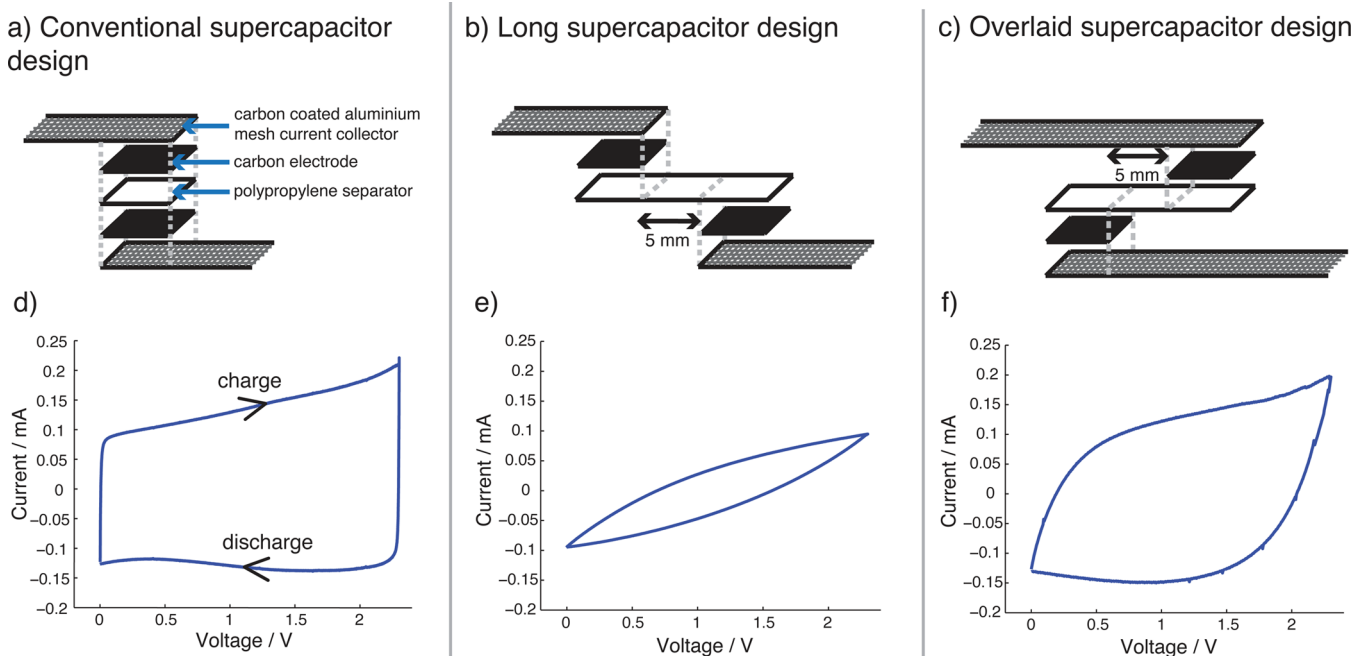 a) Conventional supercapacitor
design
carbon coated aluminium
mesh current collector
carbon electrode
polypropylene separator
b) Long supercapacitor design
5 mm
c) Overlaid supercapacitor design
5 mm
d)
0.25
0.2
0.15
0.1
0.05
0
−0.05
−0.1
−0.15
−0.2
Current / mA
charge
discharge
0 0.5 1 1.5 2
Voltage / V
e)
0.25
0.2
0.15
0.1
0.05
0
−0.05
−0.1
−0.15
−0.2
Current / mA
0 0.5 1 1.5 2
Voltage / V
f)
0.25
0.2
0.15
0.1
0.05
0
−0.05
−0.1
−0.15
−0.2
Current / mA
0 0.5 1 1.5 2
Voltage / V